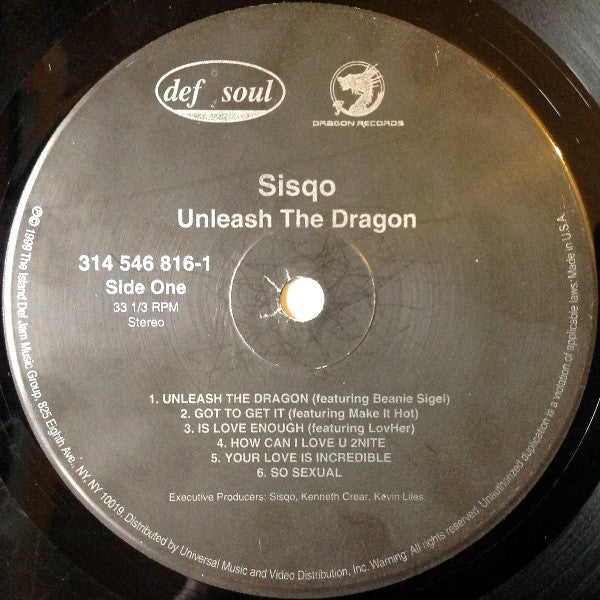 def soul
DRAGON RECORDS
Sisqo
Unleash The Dragon
314 546 816-1
Side One
33 1/3 RPM
Stereo
1. UNLEASH THE DRAGON (featuring Beanie Sigel)
2. GOT TO GET IT (featuring Make It Hot)
3. IS LOVE ENOUGH (featuring LovHer)
4. HOW CAN I LOVE U 2NITE
5. YOUR LOVE IS INCREDIBLE
6. SO SEXUAL
Executive Producers: Sisqo, Kenneth Crear, Kevin Liles.
℗© 1999 The Island Def Jam Music Group, 825 Eighth Ave., NY, NY 10019. Distributed by Universal Music and Video Distribution, Inc. Warning: All rights reserved. Unauthorized duplication is a violation of applicable laws. Made in U.S.A.